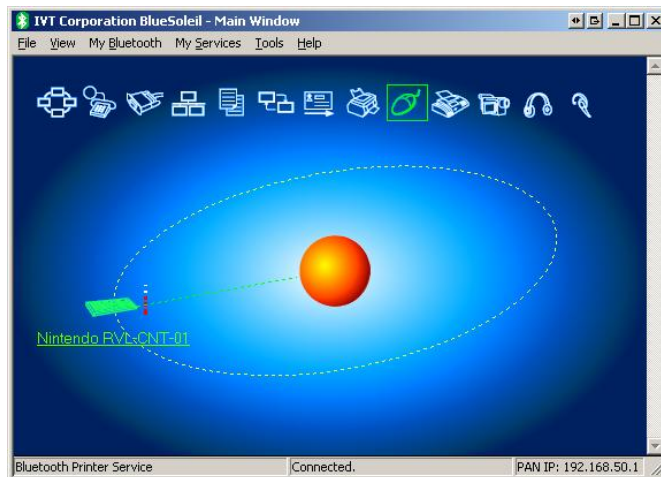 IVT Corporation BlueSoleil - Main Window
File View My Bluetooth My Services Tools Help
Nintendo RVL-CNT-01
Bluetooth Printer Service Connected. PAN IP: 192.168.50.1